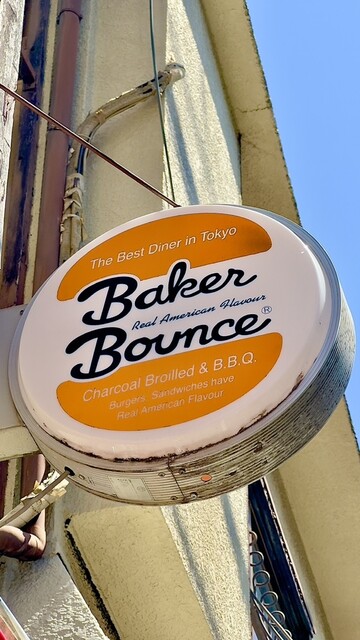 The Best Diner in Tokyo
Baker
Real American Flavour
Bounce®
Charcoal Broilled & B.B.Q.
Burgers, Sandwiches have
Real American Flavour